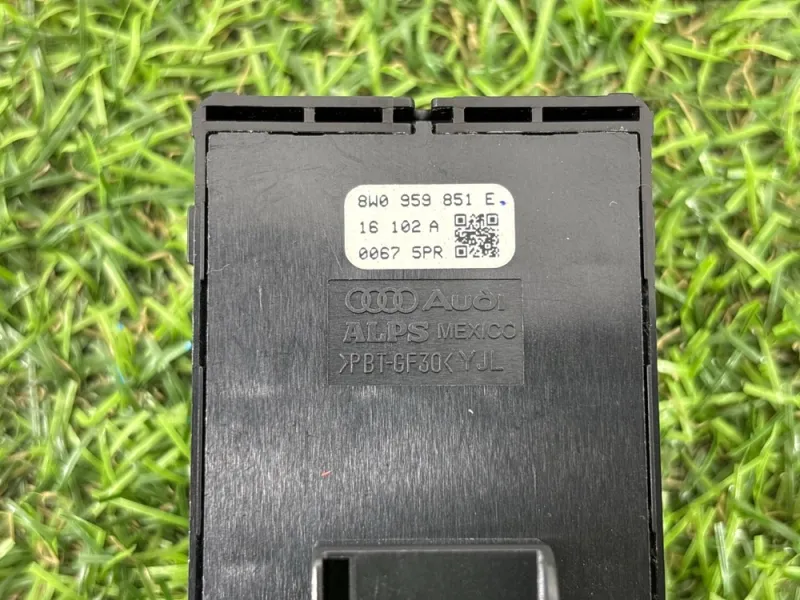 8W0 959 851 E
16 102 A
0067 5PR
Audi
ALPS MEXICO
>PBT-GF30< YJL